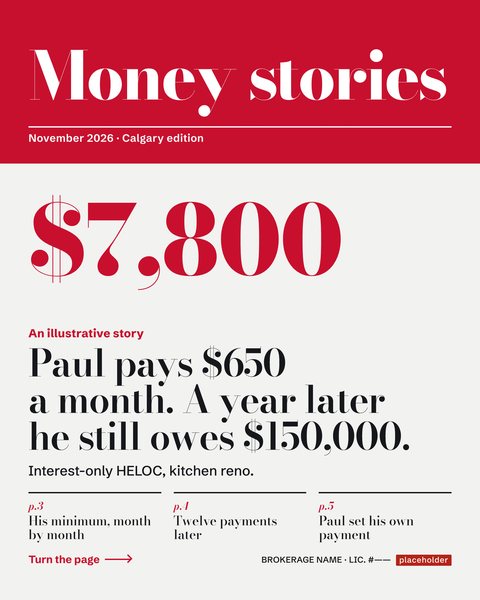 Money stories
November 2026 · Calgary edition
$7,800
An illustrative story
Paul pays $650
a month. A year later
he still owes $150,000.
Interest-only HELOC, kitchen reno.
p.3
His minimum, month
by month
p.4
Twelve payments
later
p.5
Paul set his own
payment
Turn the page →
BROKERAGE NAME · LIC. #—— placeholder